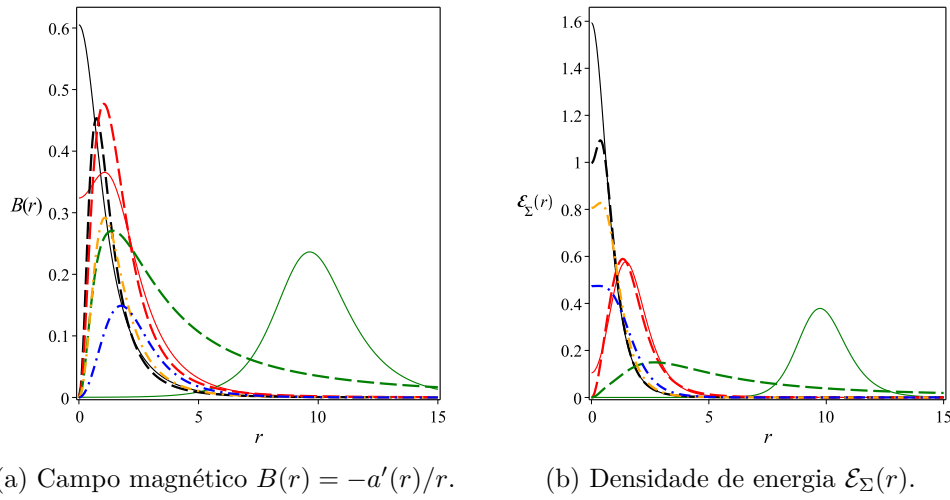 0.6
0.5
0.4
B(r) 0.3
0.2
0.1
0
0 5 10 15
r
1.6
1.4
1.2
1
ℰ_Σ(r) 0.8
0.6
0.4
0.2
0
0 5 10 15
r
(a) Campo magnético B(r) = −a′(r)/r.
(b) Densidade de energia ℰ_Σ(r).